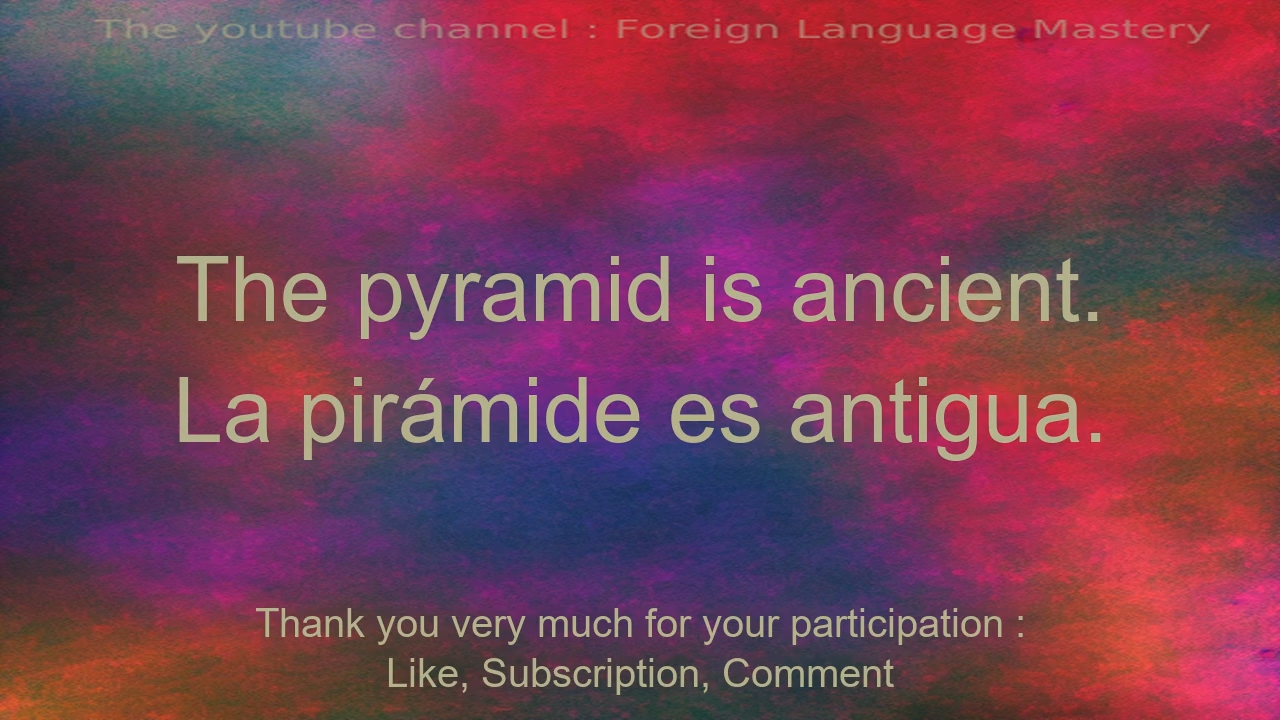 The youtube channel : Foreign Language Mastery
The pyramid is ancient.
La pirámide es antigua.
Thank you very much for your participation :
Like, Subscription, Comment